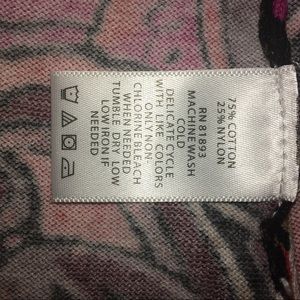 75% COTTON
25% NYLON
RN 81893
MACHINE WASH
COLD
DELICATE CYCLE
WITH LIKE COLORS
ONLY NON-
CHLORINE BLEACH
WHEN NEEDED
TUMBLE DRY LOW
LOW IRON IF
NEEDED